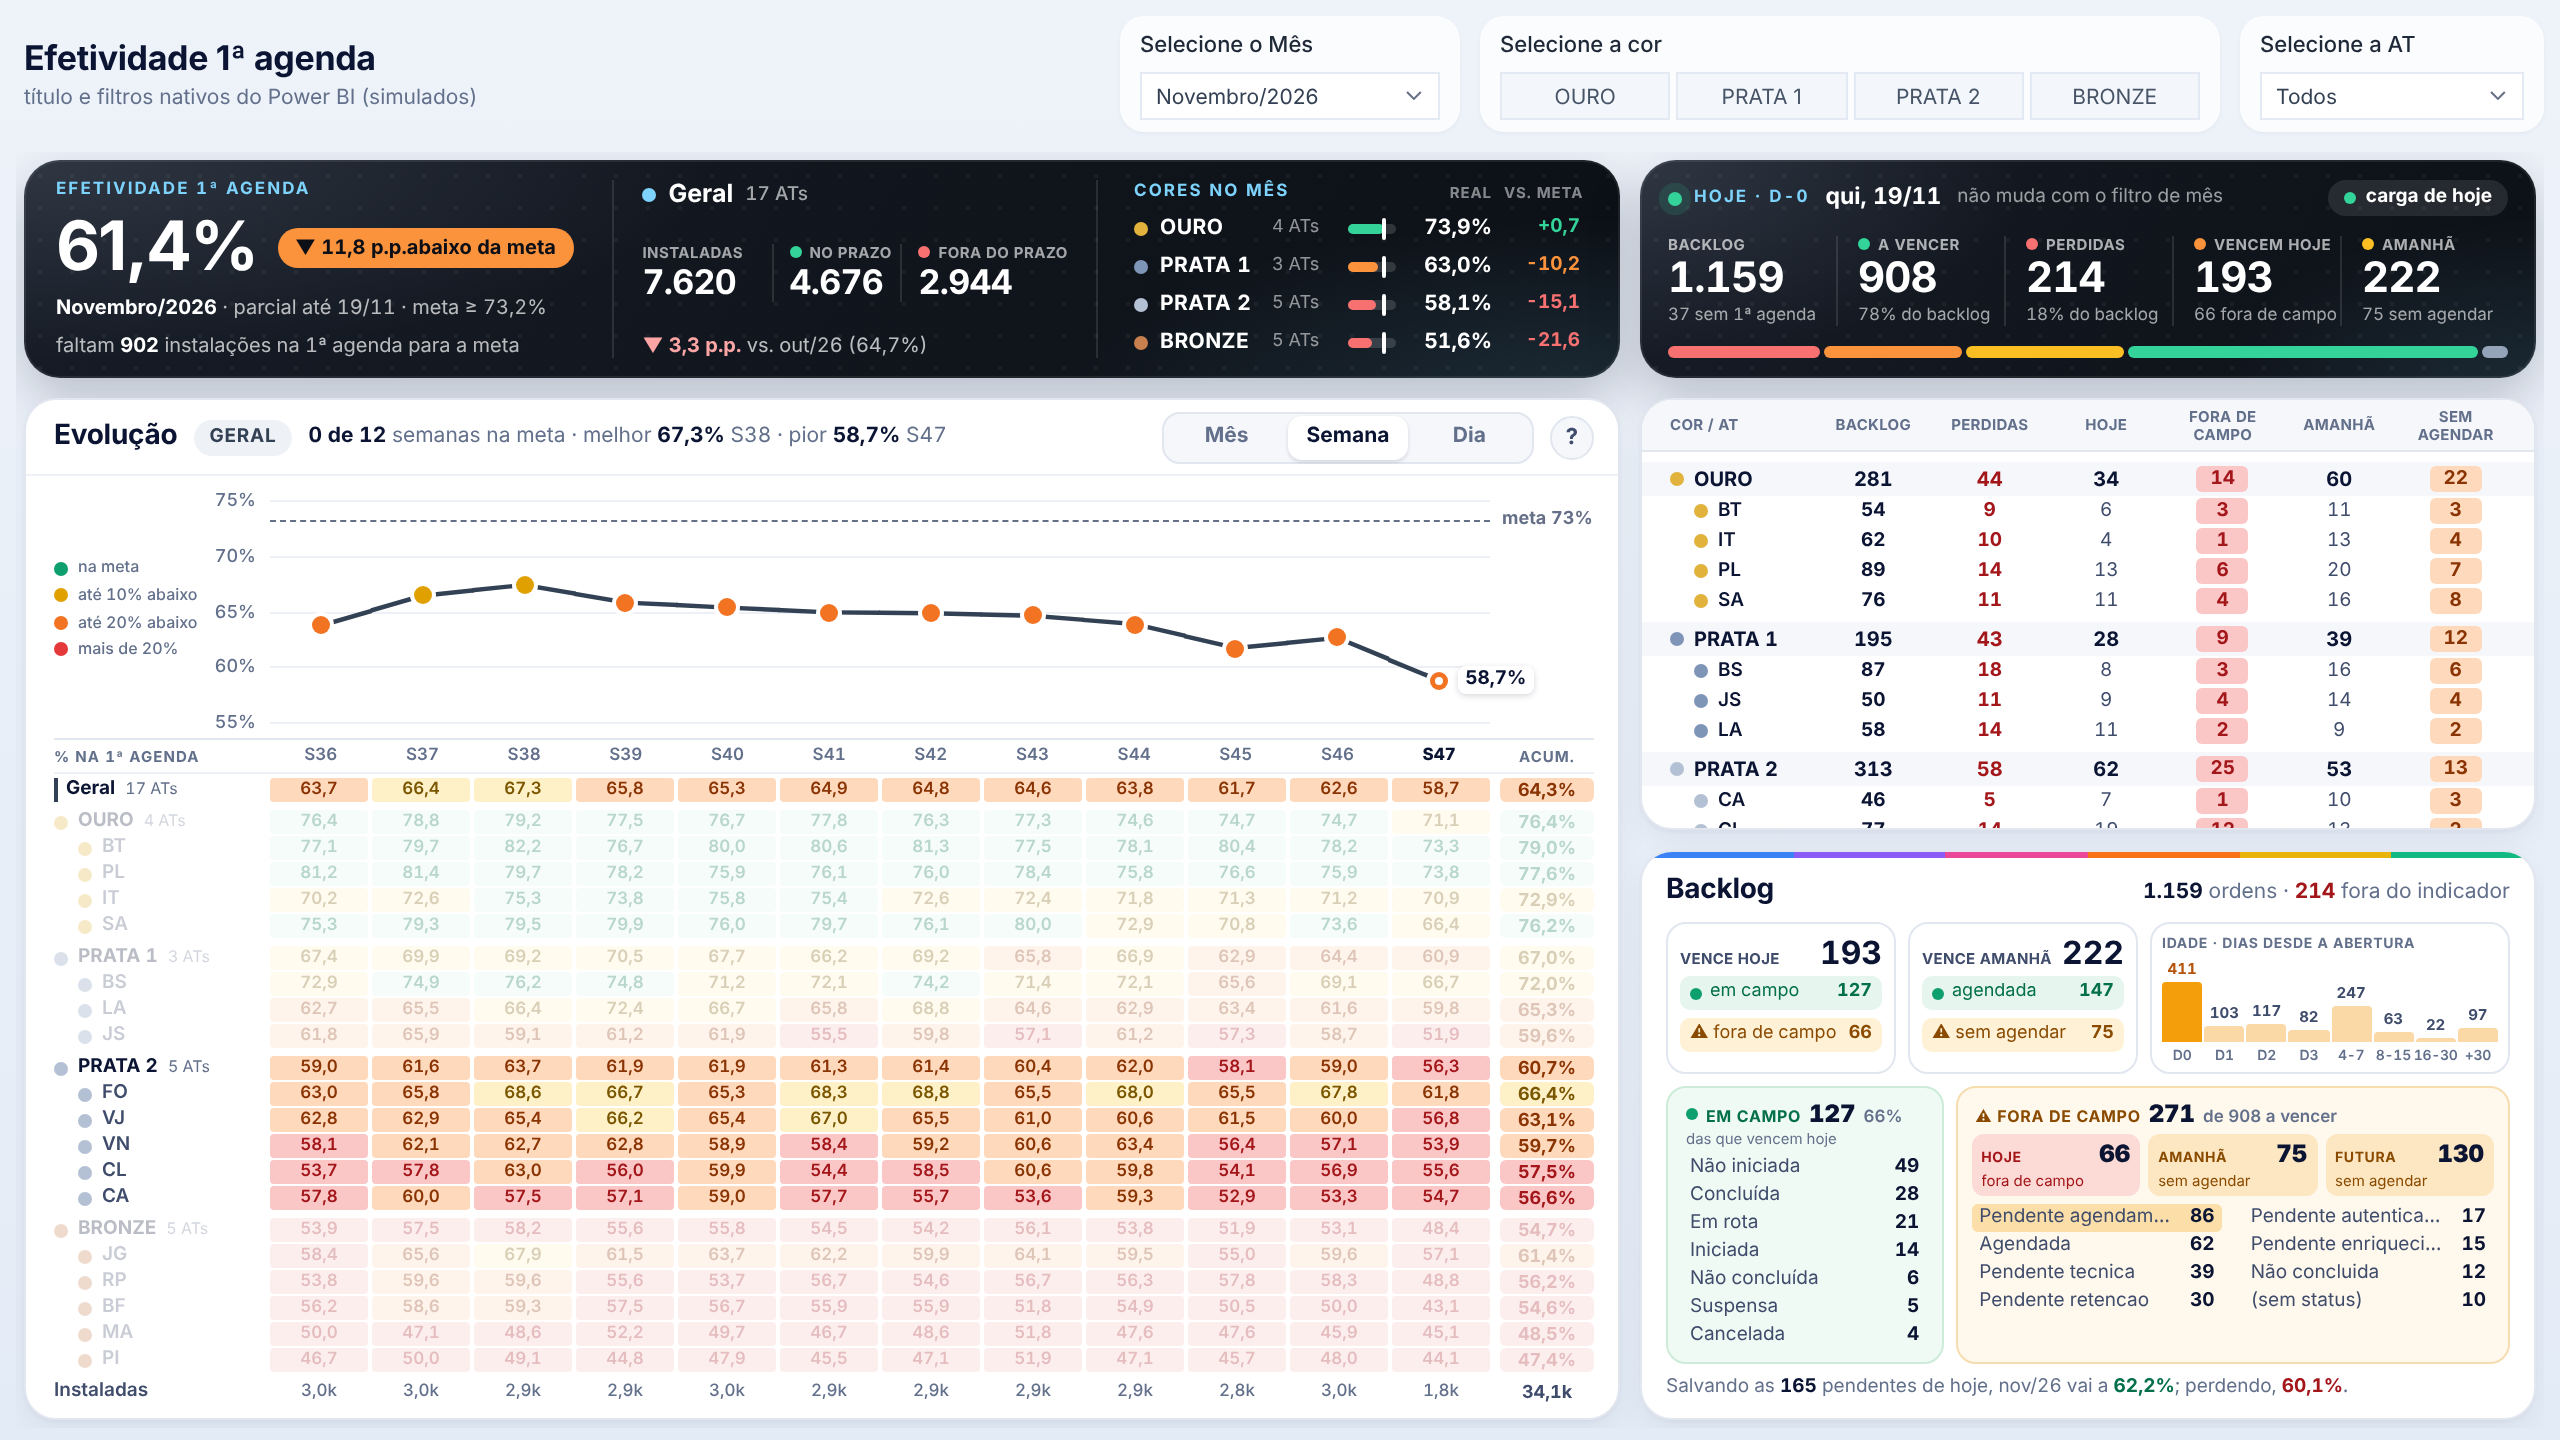 Efetividade 1ª agenda
título e filtros nativos do Power BI (simulados)
Selecione o Mês
Novembro/2026
Selecione a cor
OURO PRATA 1 PRATA 2 BRONZE
Selecione a AT
Todos
EFETIVIDADE 1ª AGENDA
61,4% ▼ 11,8 p.p.abaixo da meta
Novembro/2026 · parcial até 19/11 · meta ≥ 73,2%
faltam 902 instalações na 1ª agenda para a meta
Geral 17 ATs
INSTALADAS NO PRAZO FORA DO PRAZO
7.620 4.676 2.944
▼ 3,3 p.p. vs. out/26 (64,7%)
CORES NO MÊS REAL VS. META
OURO 4 ATs 73,9% +0,7
PRATA 1 3 ATs 63,0% -10,2
PRATA 2 5 ATs 58,1% -15,1
BRONZE 5 ATs 51,6% -21,6
HOJE · D-0 qui, 19/11 não muda com o filtro de mês carga de hoje
BACKLOG A VENCER PERDIDAS VENCEM HOJE AMANHÃ
1.159 908 214 193 222
37 sem 1ª agenda 78% do backlog 18% do backlog 66 fora de campo 75 sem agendar
Evolução GERAL 0 de 12 semanas na meta · melhor 67,3% S38 · pior 58,7% S47
Mês Semana Dia ?
75%
meta 73%
70%
na meta
até 10% abaixo
65%
até 20% abaixo
mais de 20%
60%
58,7%
55%
% NA 1ª AGENDA S36 S37 S38 S39 S40 S41 S42 S43 S44 S45 S46 S47 ACUM.
Geral 17 ATs 63,7 66,4 67,3 65,8 65,3 64,9 64,8 64,6 63,8 61,7 62,6 58,7 64,3%
OURO 4 ATs 76,4 78,8 79,2 77,5 76,7 77,8 76,3 77,3 74,6 74,7 74,7 71,1 76,4%
BT 77,1 79,7 82,2 76,7 80,0 80,6 81,3 77,5 78,1 80,4 78,2 73,3 79,0%
PL 81,2 81,4 79,7 78,2 75,9 76,1 76,0 78,4 75,8 76,6 75,9 73,8 77,6%
IT 70,2 72,6 75,3 73,8 75,8 75,4 72,6 72,4 71,8 71,3 71,2 70,9 72,9%
SA 75,3 79,3 79,5 79,9 76,0 79,7 76,1 80,0 72,9 70,8 73,6 66,4 76,2%
PRATA 1 3 ATs 67,4 69,9 69,2 70,5 67,7 66,2 69,2 65,8 66,9 62,9 64,4 60,9 67,0%
BS 72,9 74,9 76,2 74,8 71,2 72,1 74,2 71,4 72,1 65,6 69,1 66,7 72,0%
LA 62,7 65,5 66,4 72,4 66,7 65,8 68,8 64,6 62,9 63,4 61,6 59,8 65,3%
JS 61,8 65,9 59,1 61,2 61,9 55,5 59,8 57,1 61,2 57,3 58,7 51,9 59,6%
PRATA 2 5 ATs 59,0 61,6 63,7 61,9 61,9 61,3 61,4 60,4 62,0 58,1 59,0 56,3 60,7%
FO 63,0 65,8 68,6 66,7 65,3 68,3 68,8 65,5 68,0 65,5 67,8 61,8 66,4%
VJ 62,8 62,9 65,4 66,2 65,4 67,0 65,5 61,0 60,6 61,5 60,0 56,8 63,1%
VN 58,1 62,1 62,7 62,8 58,9 58,4 59,2 60,6 63,4 56,4 57,1 53,9 59,7%
CL 53,7 57,8 63,0 56,0 59,9 54,4 58,5 60,6 59,8 54,1 56,9 55,6 57,5%
CA 57,8 60,0 57,5 57,1 59,0 57,7 55,7 53,6 59,3 52,9 53,3 54,7 56,6%
BRONZE 5 ATs 53,9 57,5 58,2 55,6 55,8 54,5 54,2 56,1 53,8 51,9 53,1 48,4 54,7%
JG 58,4 65,6 67,9 61,5 63,7 62,2 59,9 64,1 59,5 55,0 59,6 57,1 61,4%
RP 53,8 59,6 59,6 55,6 53,7 56,7 54,6 56,7 56,3 57,8 58,3 48,8 56,2%
BF 56,2 58,6 59,3 57,5 56,7 55,9 55,9 51,8 54,9 50,5 50,0 43,1 54,6%
MA 50,0 47,1 48,6 52,2 49,7 46,7 48,6 51,8 47,6 47,6 45,9 45,1 48,5%
PI 46,7 50,0 49,1 44,8 47,9 45,5 47,1 51,9 47,1 45,7 48,0 44,1 47,4%
Instaladas 3,0k 3,0k 2,9k 2,9k 3,0k 2,9k 2,9k 2,9k 2,9k 2,8k 3,0k 1,8k 34,1k
COR / AT BACKLOG PERDIDAS HOJE FORA DE CAMPO AMANHÃ SEM AGENDAR
OURO 281 44 34 14 60 22
BT 54 9 6 3 11 3
IT 62 10 4 1 13 4
PL 89 14 13 6 20 7
SA 76 11 11 4 16 8
PRATA 1 195 43 28 9 39 12
BS 87 18 8 3 16 6
JS 50 11 9 4 14 4
LA 58 14 11 2 9 2
PRATA 2 313 58 62 25 53 13
CA 46 5 7 1 10 3
Backlog 1.159 ordens · 214 fora do indicador
VENCE HOJE 193
em campo 127
fora de campo 66
VENCE AMANHÃ 222
agendada 147
sem agendar 75
IDADE · DIAS DESDE A ABERTURA
411 103 117 82 247 63 22 97
D0 D1 D2 D3 4-7 8-15 16-30 +30
EM CAMPO 127 66%
das que vencem hoje
Não iniciada 49
Concluída 28
Em rota 21
Iniciada 14
Não concluída 6
Suspensa 5
Cancelada 4
FORA DE CAMPO 271 de 908 a vencer
HOJE 66 AMANHÃ 75 FUTURA 130
fora de campo sem agendar sem agendar
Pendente agendam... 86 Pendente autentica... 17
Agendada 62 Pendente enriqueci... 15
Pendente tecnica 39 Não concluida 12
Pendente retencao 30 (sem status) 10
Salvando as 165 pendentes de hoje, nov/26 vai a 62,2%; perdendo, 60,1%.